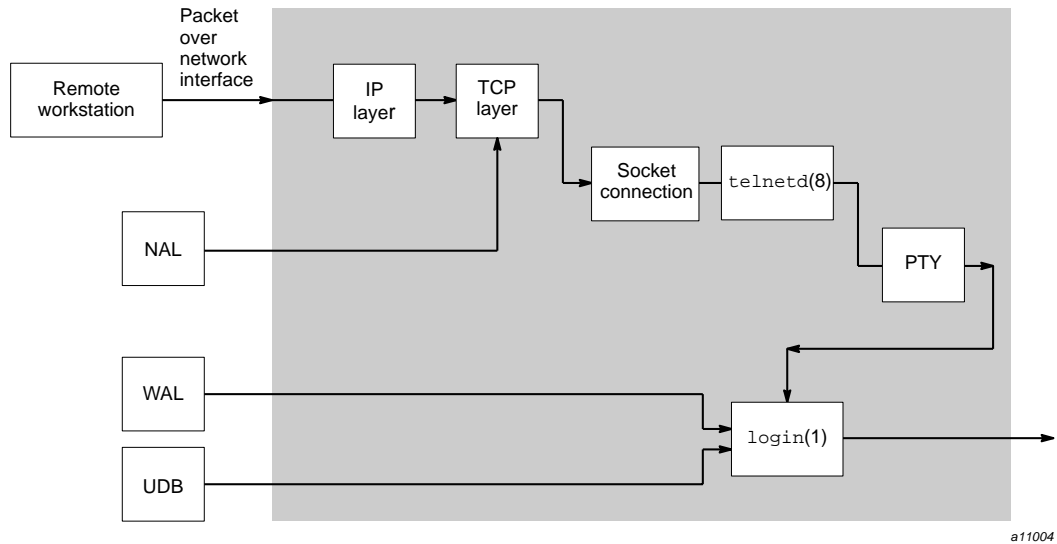 Packet
over
network
interface
Remote
workstation
IP
layer
TCP
layer
Socket
connection
telnetd(8)
NAL
PTY
WAL
login(1)
UDB
a11004